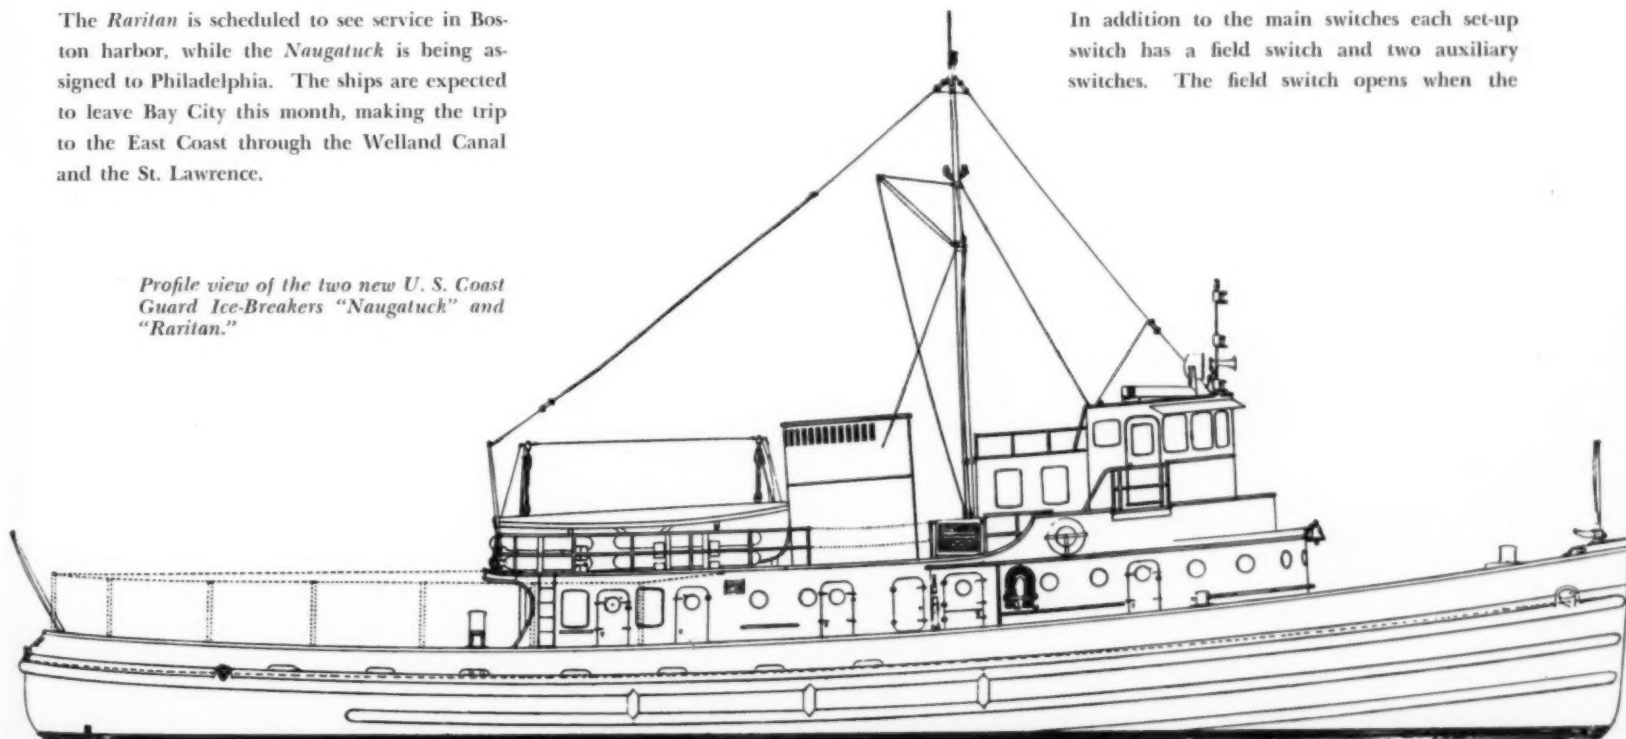 The Raritan is scheduled to see service in Bos-
ton harbor, while the Naugatuck is being as-
signed to Philadelphia. The ships are expected
to leave Bay City this month, making the trip
to the East Coast through the Welland Canal
and the St. Lawrence.
Profile view of the two new U. S. Coast
Guard Ice-Breakers "Naugatuck" and
"Raritan."
In addition to the main switches each set-up
switch has a field switch and two auxiliary
switches. The field switch opens when the